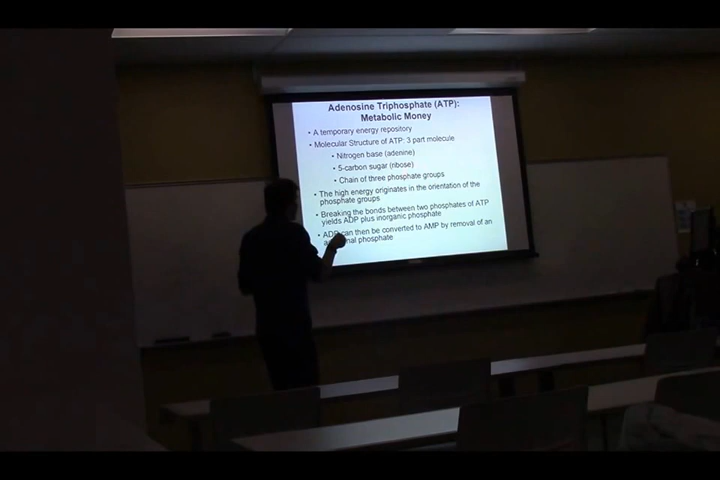 Adenosine Triphosphate (ATP):
Metabolic Money
• A temporary energy repository
• Molecular Structure of ATP: 3 part molecule
• Nitrogen base (adenine)
• 5-carbon sugar (ribose)
• Chain of three phosphate groups
• The high energy originates in the orientation of the
phosphate groups
• Breaking the bonds between two phosphates of ATP
yields ADP plus inorganic phosphate
• ADP can then be converted to AMP by removal of an
phosphate